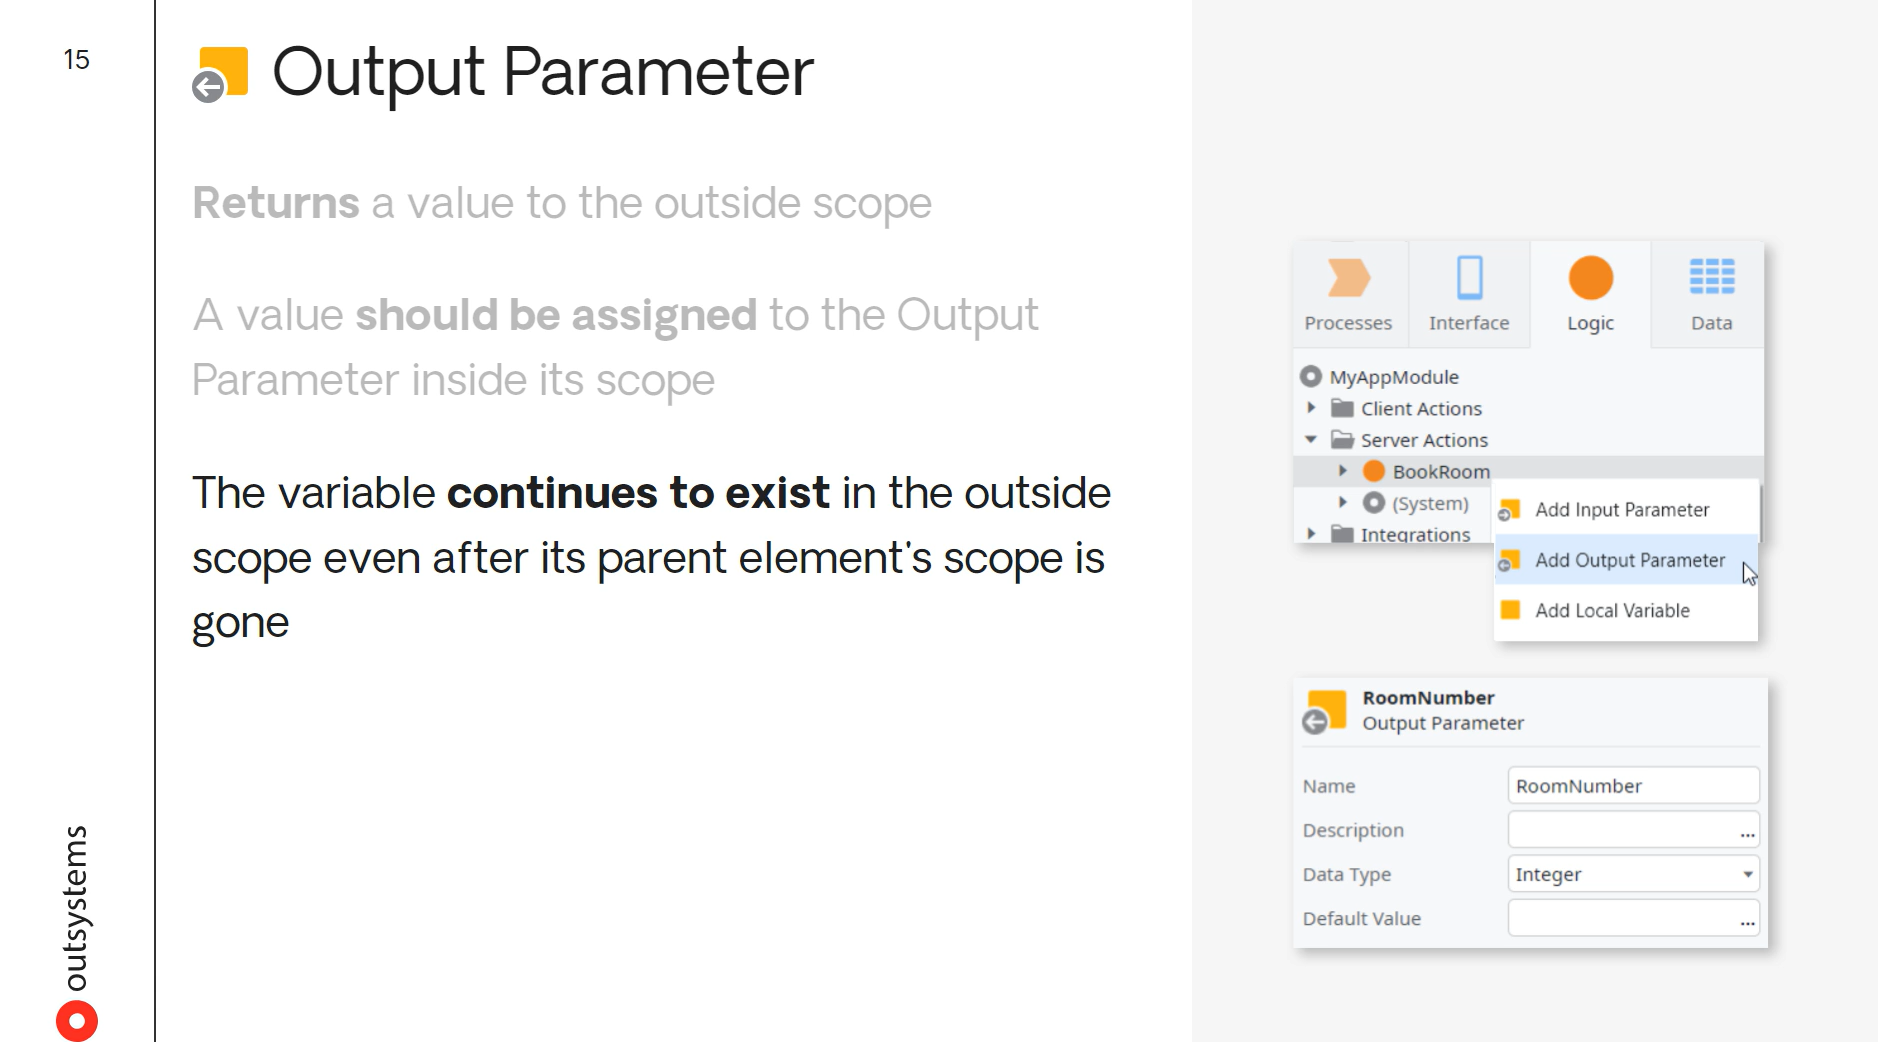 15
Output Parameter
Returns a value to the outside scope
A value should be assigned to the Output
Parameter inside its scope
The variable continues to exist in the outside
scope even after its parent element's scope is
gone
outsystems
Processes
Interface
Logic
Data
MyAppModule
Client Actions
Server Actions
BookRoom
(System)
Integrations
Add Input Parameter
Add Output Parameter
Add Local Variable
RoomNumber
Output Parameter
Name RoomNumber
Description ...
Data Type Integer
Default Value ...